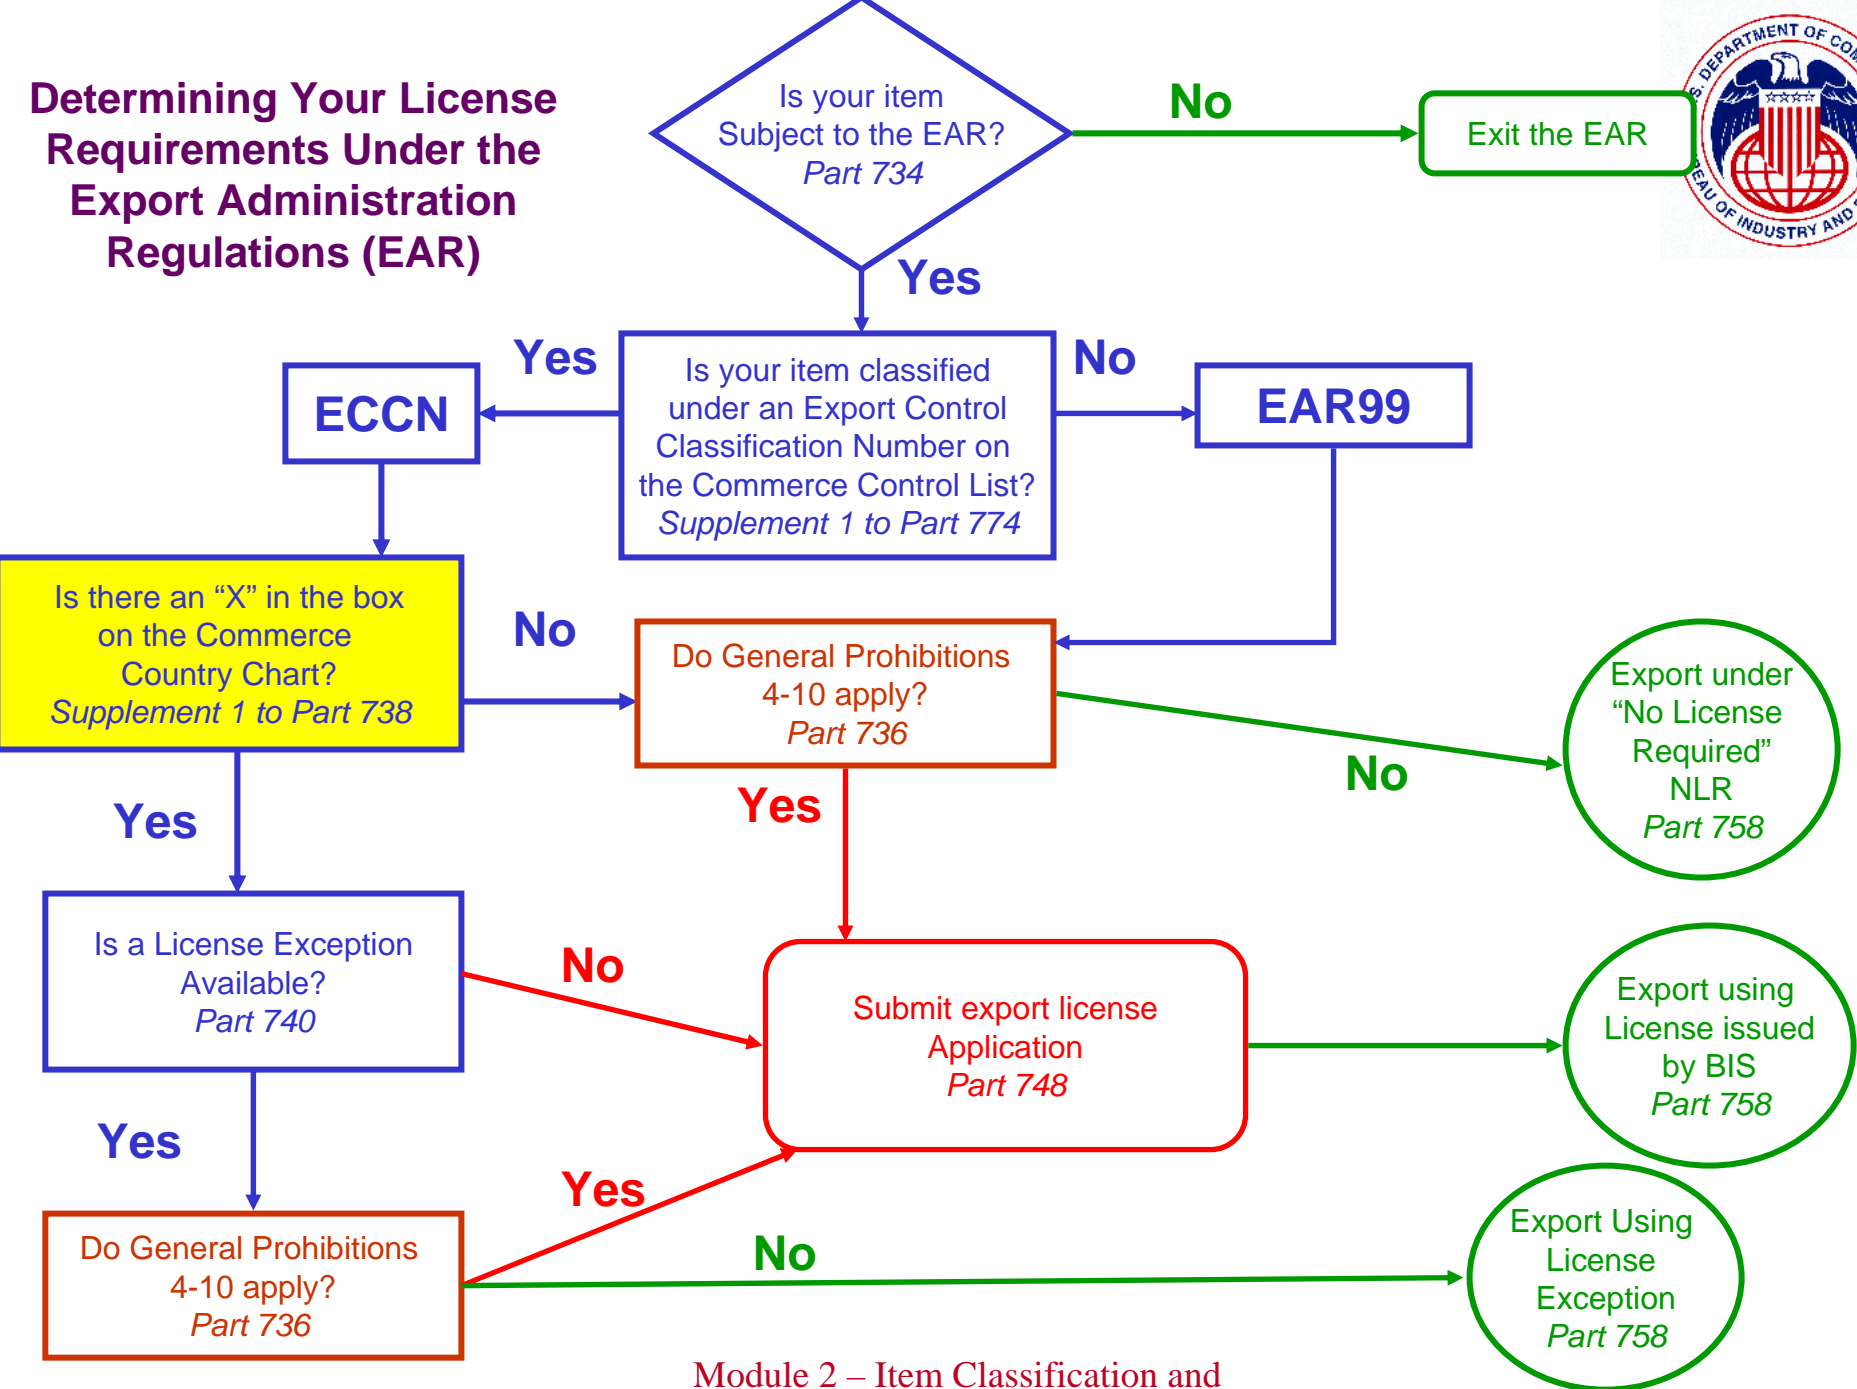 Determining Your License
Requirements Under the
Export Administration
Regulations (EAR)
Is your item
Subject to the EAR?
Part 734
No
Exit the EAR
Yes
Is your item classified
under an Export Control
Classification Number on
the Commerce Control List?
Supplement 1 to Part 774
Yes
ECCN
No
EAR99
Is there an “X” in the box
on the Commerce
Country Chart?
Supplement 1 to Part 738
No
Do General Prohibitions
4-10 apply?
Part 736
No
Export under
“No License
Required”
NLR
Part 758
Yes
Yes
Is a License Exception
Available?
Part 740
No
Submit export license
Application
Part 748
Export using
License issued
by BIS
Part 758
Yes
Do General Prohibitions
4-10 apply?
Part 736
Yes
No
Export Using
License
Exception
Part 758
Module 2 – Item Classification and
DEPARTMENT OF
OF INDUSTRY AND